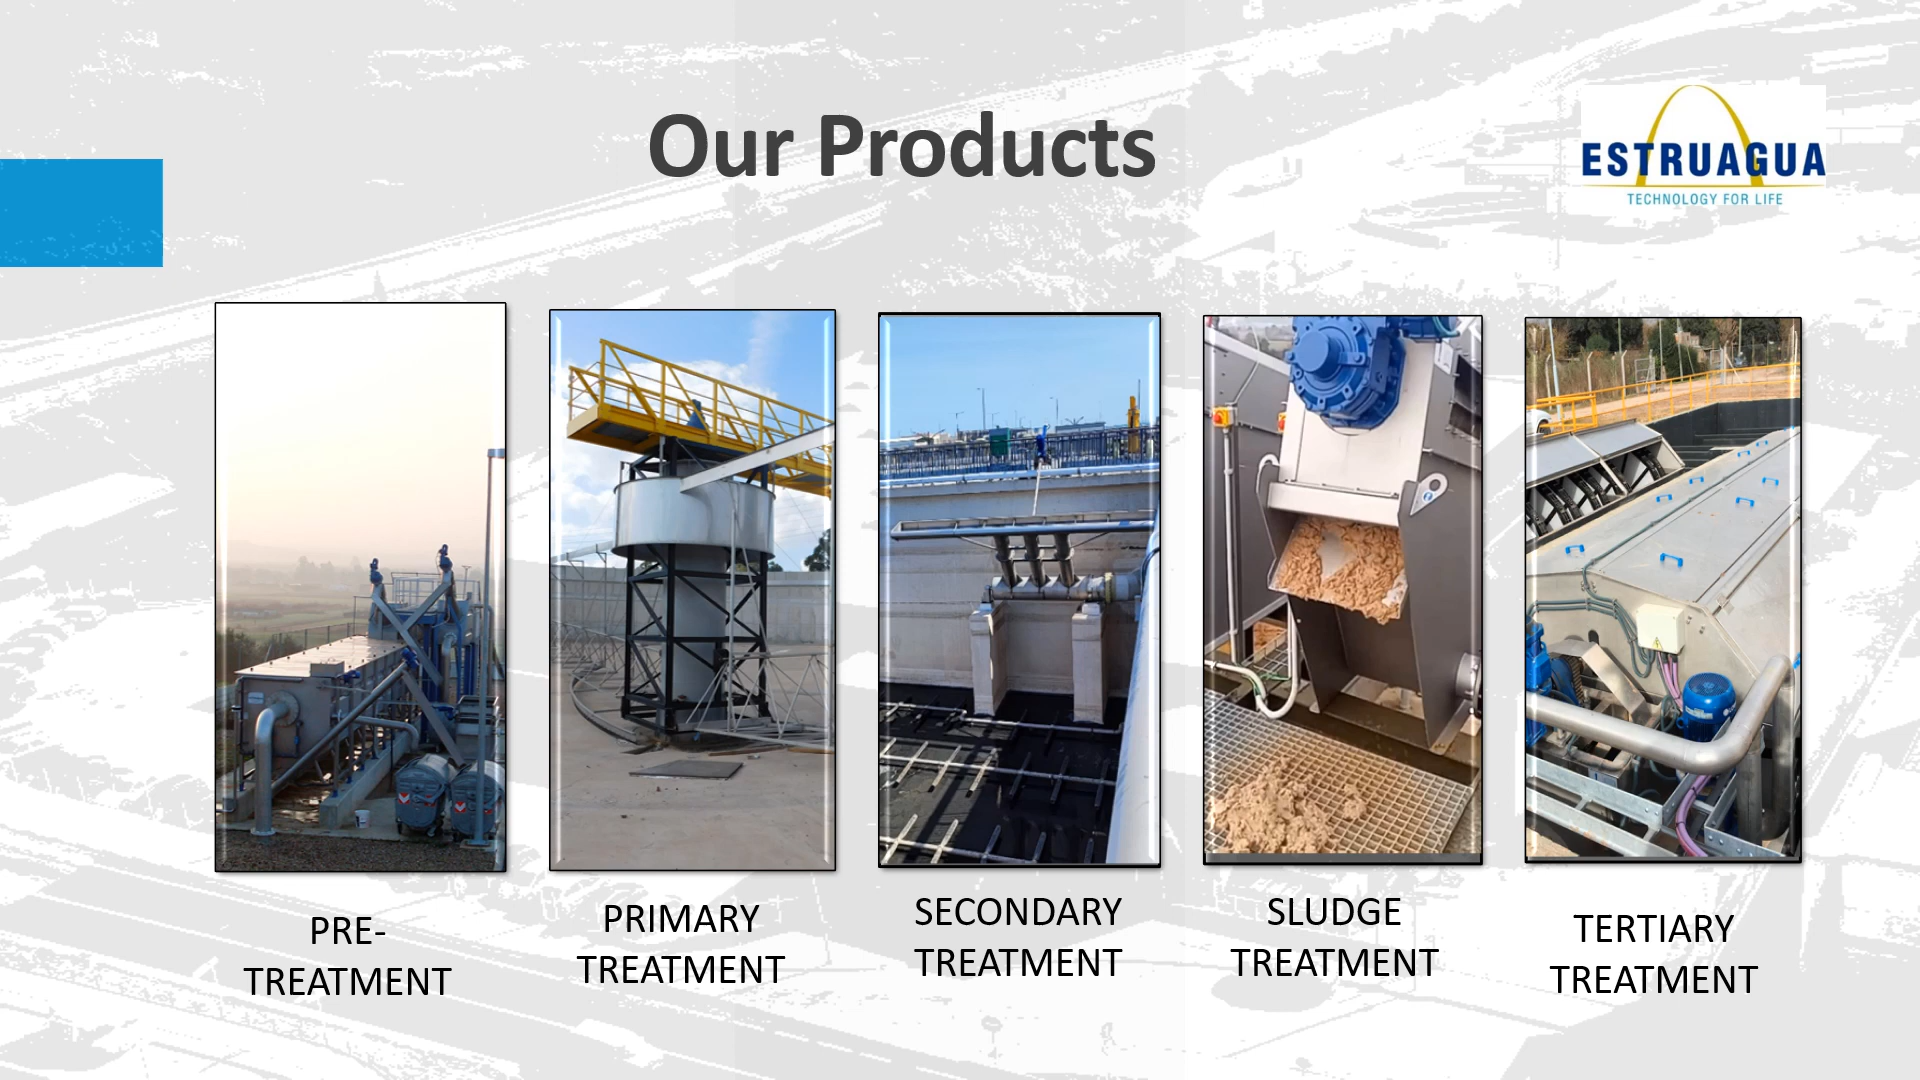 Our Products
ESTRUAGUA
TECHNOLOGY FOR LIFE
PRE-
TREATMENT
PRIMARY
TREATMENT
SECONDARY
TREATMENT
SLUDGE
TREATMENT
TERTIARY
TREATMENT